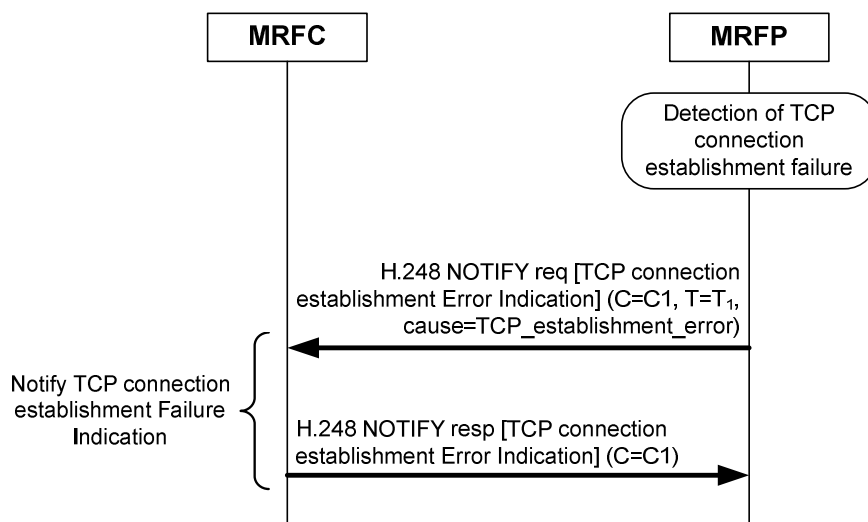 MRFC
MRFP
Detection of TCP
connection
establishment failure
H.248 NOTIFY req [TCP connection
establishment Error Indication] (C=C1, T=T₁,
cause=TCP_establishment_error)
Notify TCP connection
establishment Failure
Indication
H.248 NOTIFY resp [TCP connection
establishment Error Indication] (C=C1)